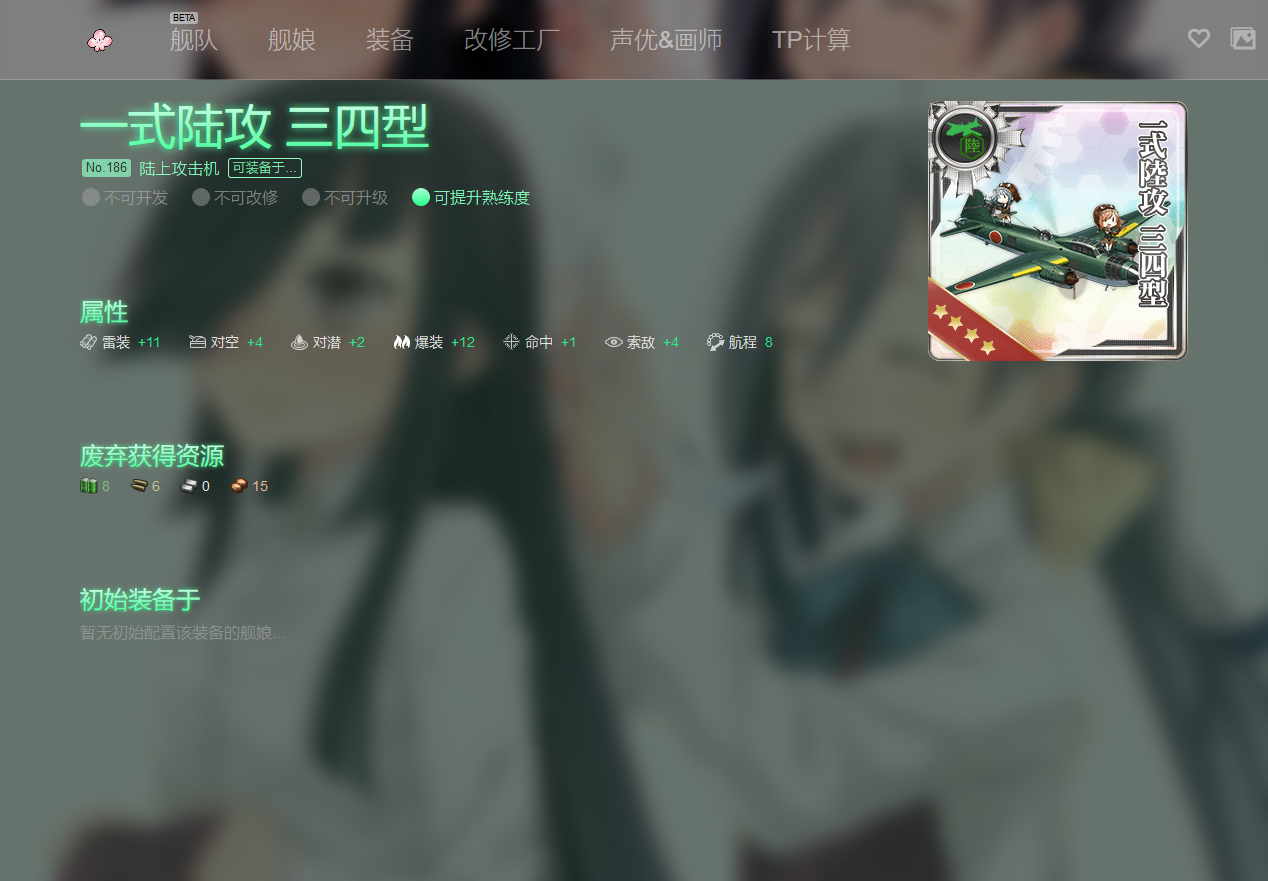 BETA
舰队 舰娘 装备 改修工厂 声优&画师 TP计算
一式陆攻 三四型
No.186 陆上攻击机 可装备于...
不可开发 不可改修 不可升级 可提升熟练度
陸
一式陸攻 三四型
属性
雷装 +11 对空 +4 对潜 +2 爆装 +12 命中 +1 索敌 +4 航程 8
废弃获得资源
8 6 0 15
初始装备于
暂无初始配置该装备的舰娘...